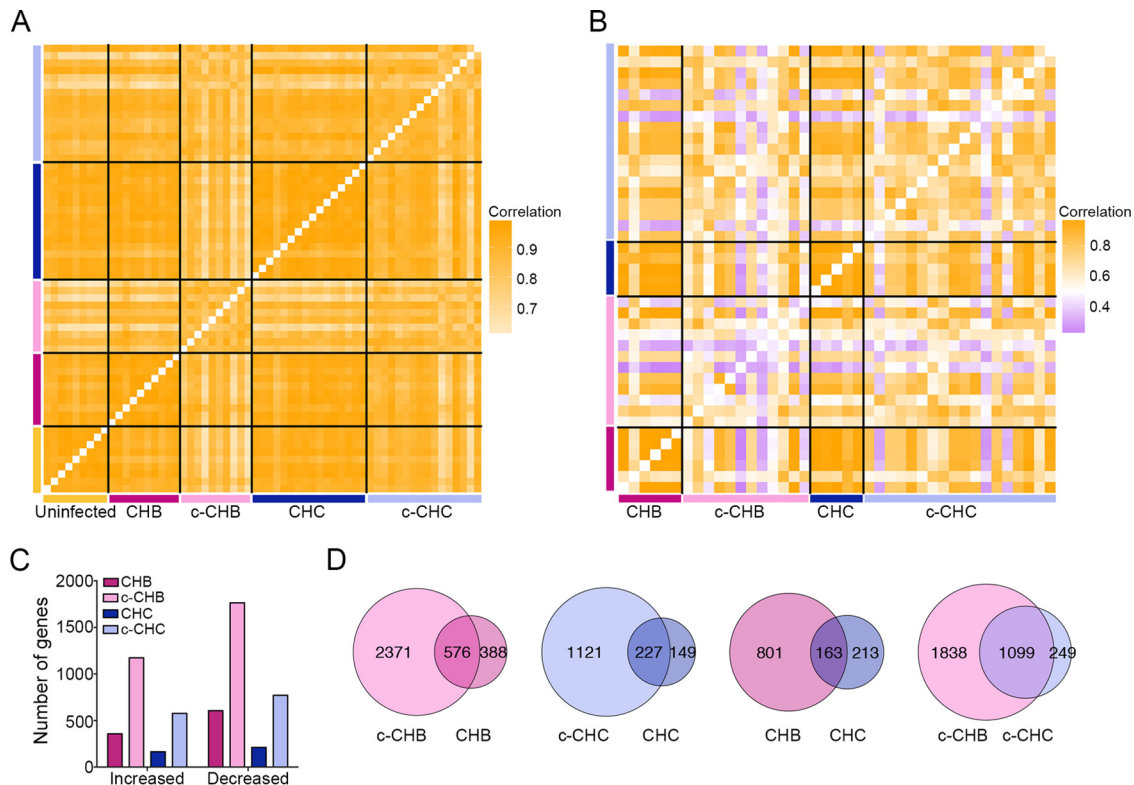 A
B
Correlation
0.9
0.8
0.7
Correlation
0.8
0.6
0.4
Uninfected CHB c-CHB CHC c-CHC
CHB c-CHB CHC c-CHC
C
D
Number of genes
2000
1500
1000
500
0
CHB
c-CHB
CHC
c-CHC
Increased Decreased
2371 576 388
c-CHB CHB
1121 227 149
c-CHC CHC
801 163 213
CHB CHC
1838 1099 249
c-CHB c-CHC